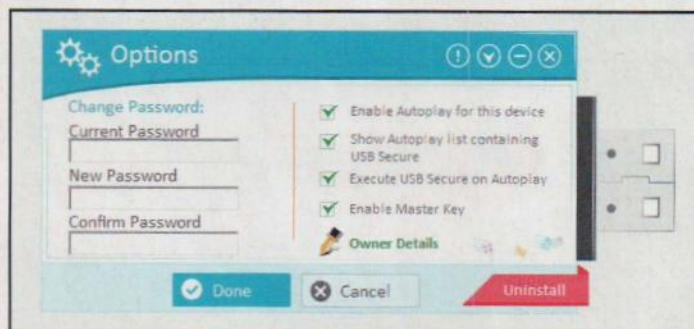 Options
Change Password:
Current Password
New Password
Confirm Password
Enable Autoplay for this device
Show Autoplay list containing
USB Secure
Execute USB Secure on Autoplay
Enable Master Key
Owner Details
Done
Cancel
Uninstall